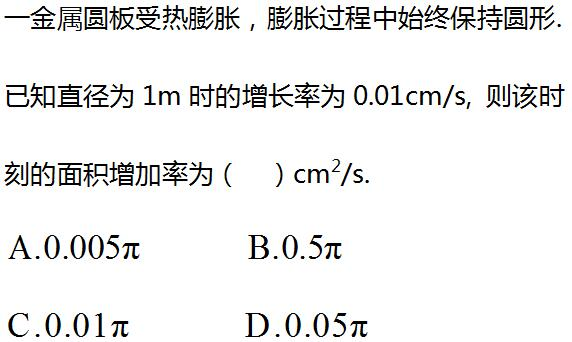 一金属圆板受热膨胀，膨胀过程中始终保持圆形.
已知直径为 1m 时的增长率为 0.01cm/s, 则该时
刻的面积增加率为（　）cm²/s.
A.0.005π B.0.5π
C.0.01π D.0.05π